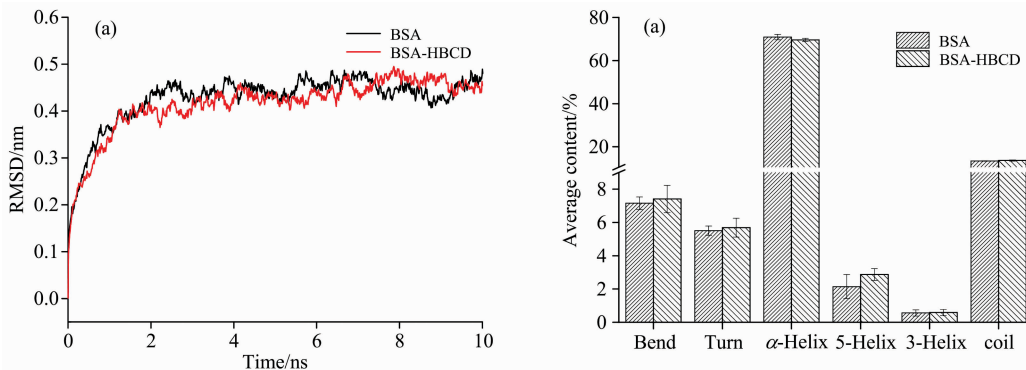 (a)
BSA
BSA-HBCD
RMSD/nm
0.6
0.5
0.4
0.3
0.2
0.1
0.0
0 2 4 6 8 10
Time/ns
(a)
BSA
BSA-HBCD
Average content/%
80
60
40
20
8
6
4
2
0
Bend Turn α-Helix 5-Helix 3-Helix coil